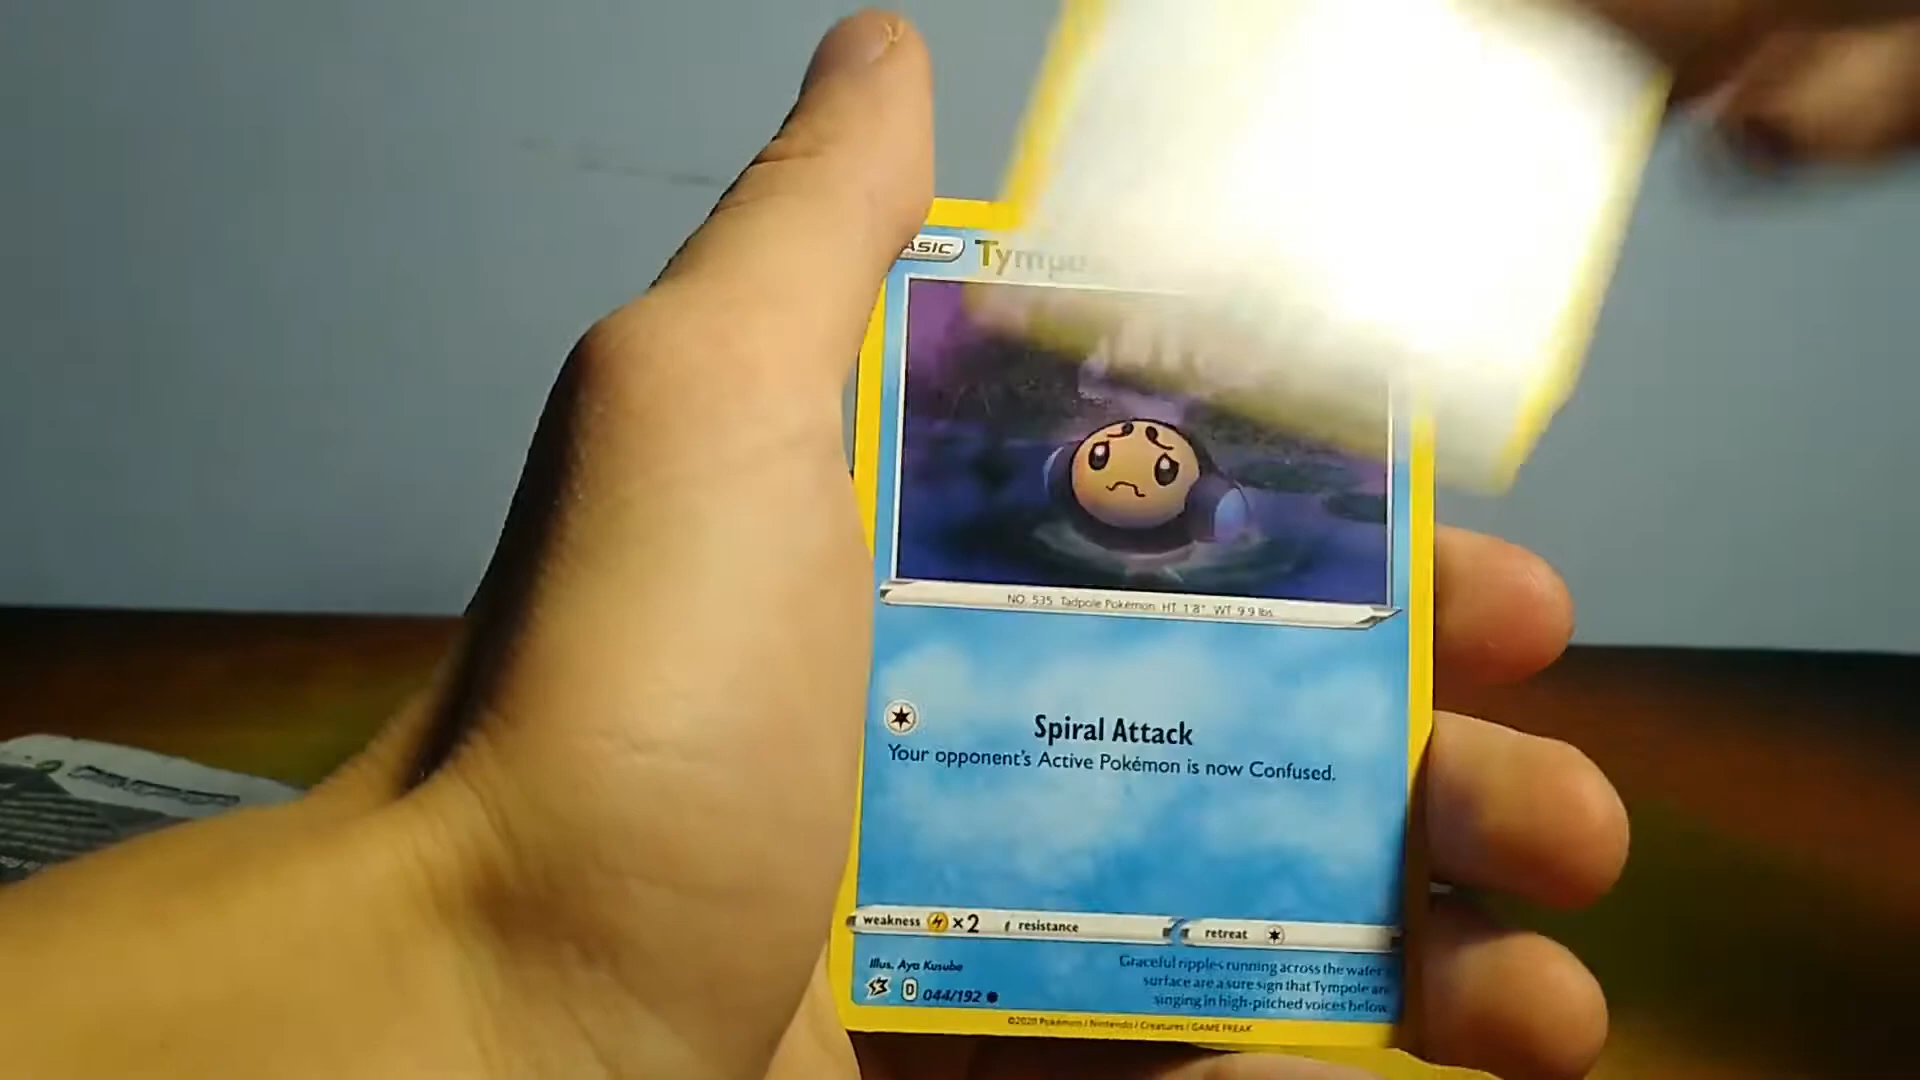 ASIC Tympo
NO. 535 Tadpole Pokémon HT 1'8" WT 9.9 lbs.
Spiral Attack
Your opponent's Active Pokémon is now Confused.
weakness ×2 resistance retreat
Illus. Aya Kusube
D 044/192
Graceful ripples running across the water's
surface are a sure sign that Tympole are
singing in high-pitched voices below.
©2020 Pokémon / Nintendo / Creatures / GAME FREAK